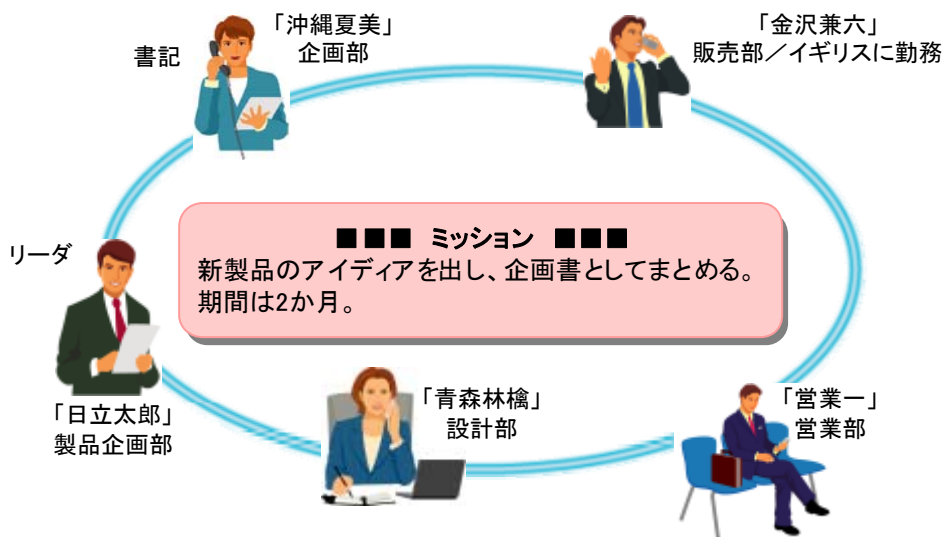 書記
「沖縄夏美」
企画部
「金沢兼六」
販売部／イギリスに勤務
リーダ
■■■ ミッション ■■■
新製品のアイディアを出し、企画書としてまとめる。
期間は2か月。
「日立太郎」
製品企画部
「青森林檎」
設計部
「営業一」
営業部